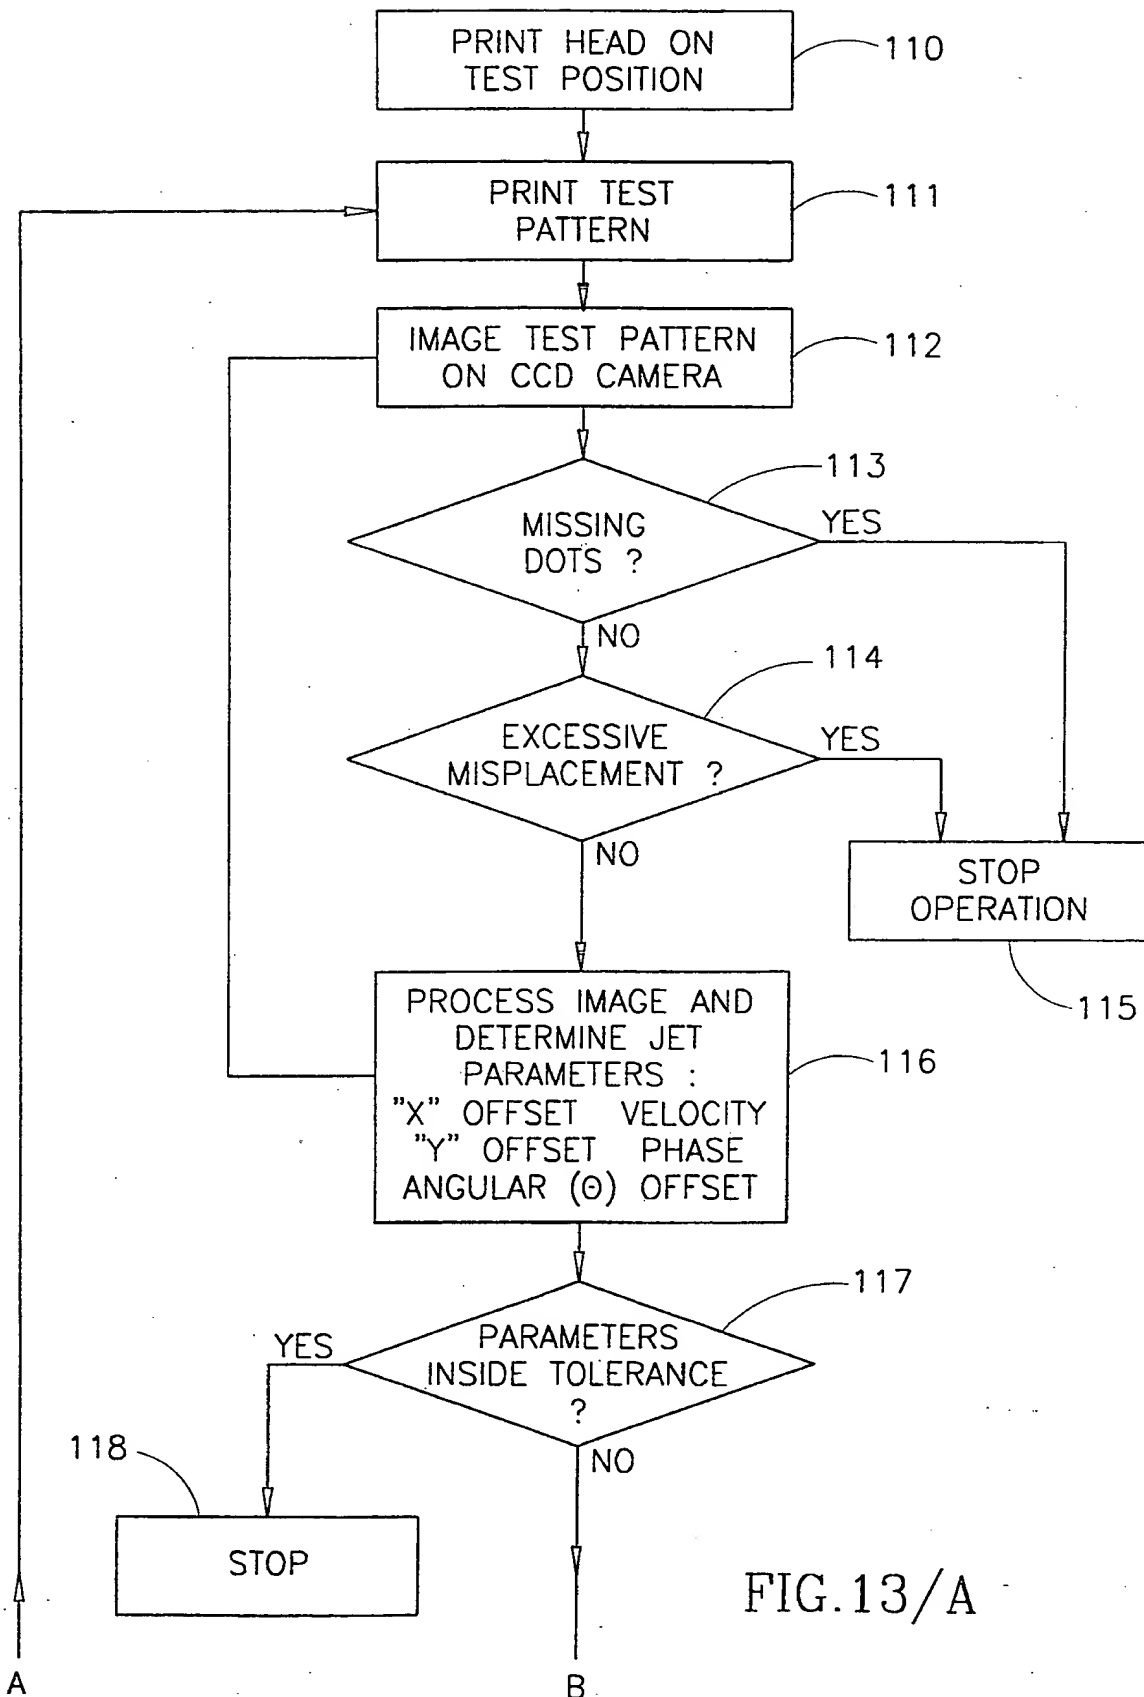 PRINT HEAD ON
TEST POSITION
110
PRINT TEST
PATTERN
111
IMAGE TEST PATTERN
ON CCD CAMERA
112
113
MISSING
DOTS ?
YES
NO
114
EXCESSIVE
MISPLACEMENT ?
YES
NO
STOP
OPERATION
115
PROCESS IMAGE AND
DETERMINE JET
PARAMETERS :
"X" OFFSET VELOCITY
"Y" OFFSET PHASE
ANGULAR (Θ) OFFSET
116
117
PARAMETERS
INSIDE TOLERANCE
?
YES
NO
118
STOP
FIG.13/A
A
B